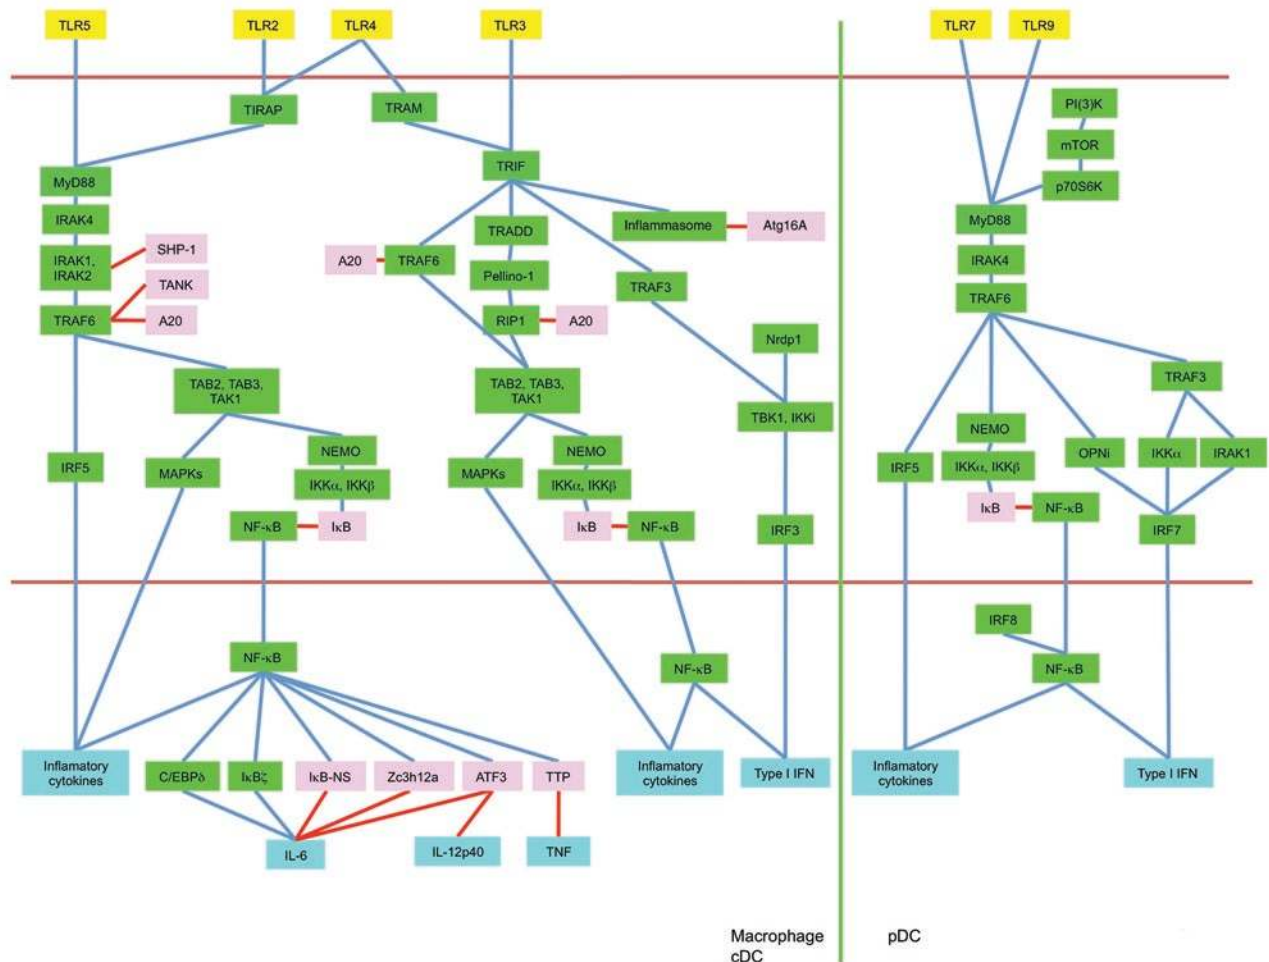 TLR5
TLR2
TLR4
TLR3
TLR7
TLR9
TIRAP
TRAM
PI(3)K
mTOR
TRIF
p70S6K
MyD88
IRAK4
TRADD
Inflammasome
Atg16A
MyD88
IRAK1,
IRAK2
SHP-1
A20
TRAF6
IRAK4
TANK
Pellino-1
TRAF3
TRAF6
TRAF6
A20
RIP1
A20
Nrdp1
TAB2, TAB3,
TAK1
TAB2, TAB3,
TAK1
TRAF3
TBK1, IKKi
NEMO
NEMO
NEMO
IRF5
MAPKs
MAPKs
IRF5
OPNi
IKKα
IRAK1
IKKα, IKKβ
IKKα, IKKβ
IKKα, IKKβ
IκB
NF-κB
NF-κB
IκB
IκB
NF-κB
IRF3
IRF7
IRF8
NF-κB
NF-κB
NF-κB
Inflamatory
cytokines
C/EBPδ
IκBζ
IκB-NS
Zc3h12a
ATF3
TTP
Inflamatory
cytokines
Type I IFN
Inflamatory
cytokines
Type I IFN
IL-6
IL-12p40
TNF
Macrophage
cDC
pDC